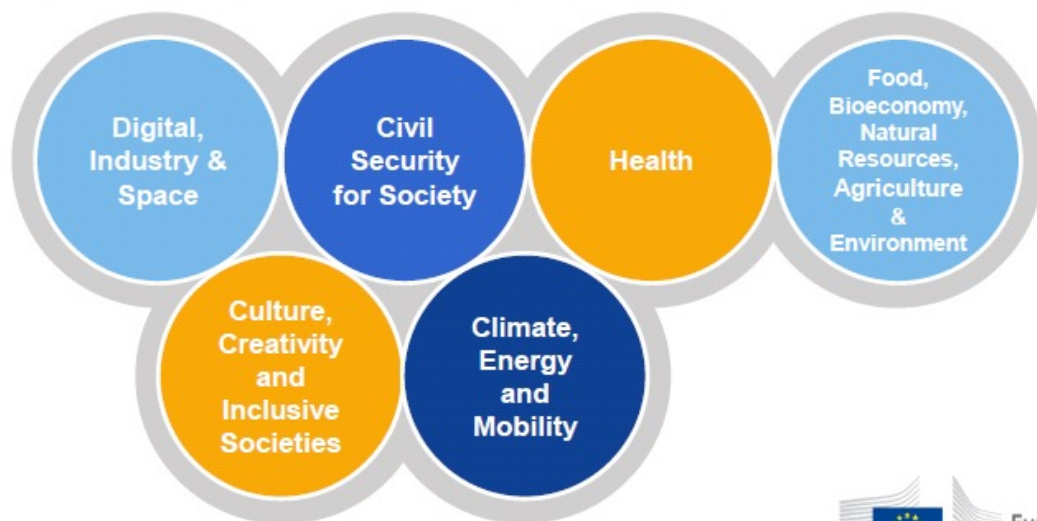 Digital,
Industry &
Space
Civil
Security
for Society
Health
Food,
Bioeconomy,
Natural
Resources,
Agriculture
&
Environment
Culture,
Creativity
and
Inclusive
Societies
Climate,
Energy
and
Mobility